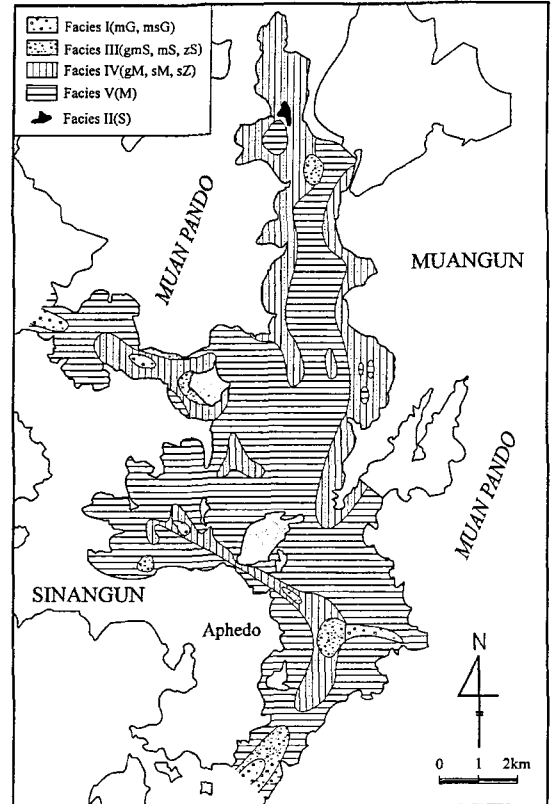 Facies I(mG, msG)
Facies III(gmS, mS, zS)
Facies IV(gM, sM, sZ)
Facies V(M)
Facies II(S)
MUAN PANDO
MUANGUN
MUAN PANDO
SINANGUN
Aphedo
N
0 1 2km